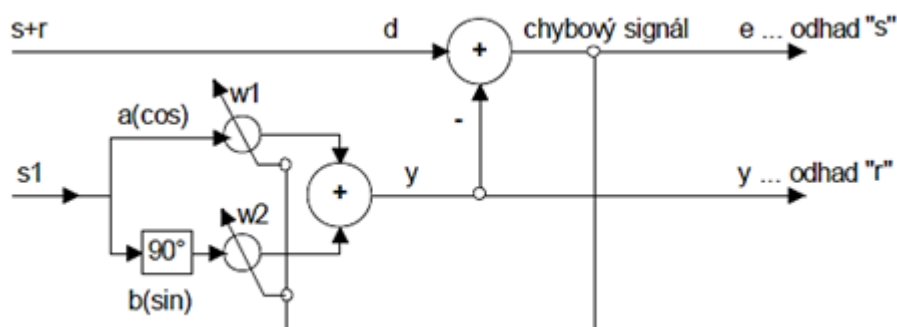 s+r
d
+
chybový signál
e ... odhad "s"
w1
a(cos)
-
s1
+
y
y ... odhad "r"
w2
90°
b(sin)